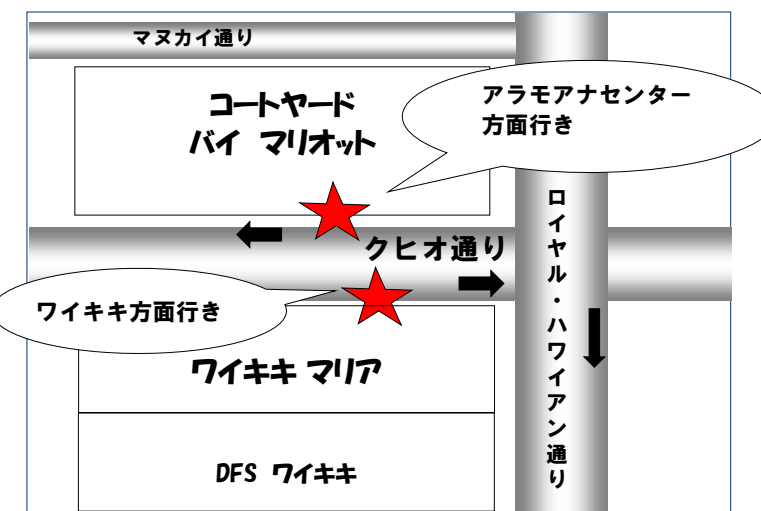 マヌカイ通り
コートヤード
バイ マリオット
アラモアナセンター
方面行き
クヒオ通り
ロイヤル・ハワイアン通り
ワイキキ方面行き
ワイキキ マリア
DFS ワイキキ